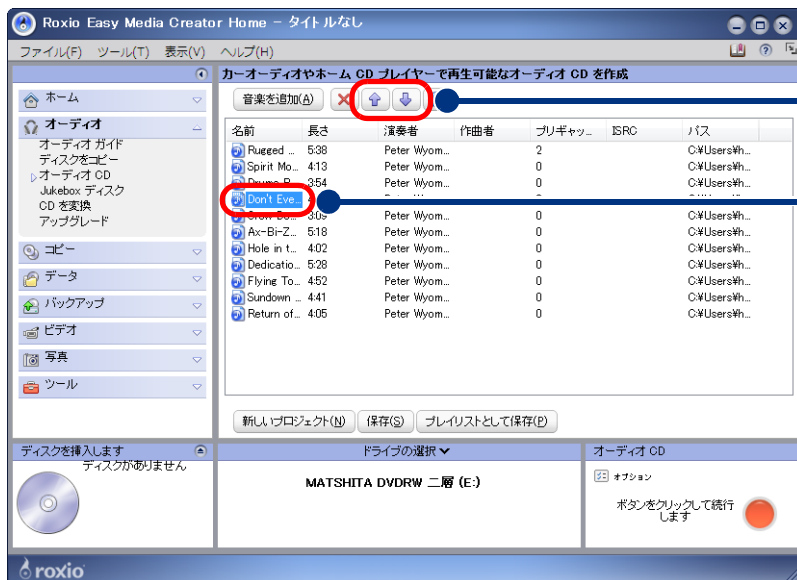 Roxio Easy Media Creator Home - タイトルなし
ファイル(F) ツール(T) 表示(V) ヘルプ(H)
カーオーディオやホーム CD プレイヤーで再生可能なオーディオ CD を作成
ホーム
オーディオ
オーディオ ガイド
ディスクをコピー
オーディオ CD
Jukebox ディスク
CD を変換
アップグレード
コピー
データ
バックアップ
ビデオ
写真
ツール
音楽を追加(A)
名前 長さ 演奏者 作曲者 プリギャッ... ISRC パス
Rugged ... 5:38 Peter Wyom... 2 C:¥Users¥h...
Spirit Mo... 4:13 Peter Wyom... 0 C:¥Users¥h...
3:54 Peter Wyom... 0 C:¥Users¥h...
Don't Eve...
3:09 Peter Wyom... 0 C:¥Users¥h...
Ax-Bi-Z... 5:18 Peter Wyom... 0 C:¥Users¥h...
Hole in t... 4:02 Peter Wyom... 0 C:¥Users¥h...
Dedicatio... 5:28 Peter Wyom... 0 C:¥Users¥h...
Flying To... 4:52 Peter Wyom... 0 C:¥Users¥h...
Sundown ... 4:41 Peter Wyom... 0 C:¥Users¥h...
Return of... 4:05 Peter Wyom... 0 C:¥Users¥h...
新しいプロジェクト(N) 保存(S) プレイリストとして保存(P)
ディスクを挿入します
ディスクがありません
ドライブの選択
MATSHITA DVDRW 二層 (E:)
オーディオ CD
オプション
ボタンをクリックして続行
します
roxio